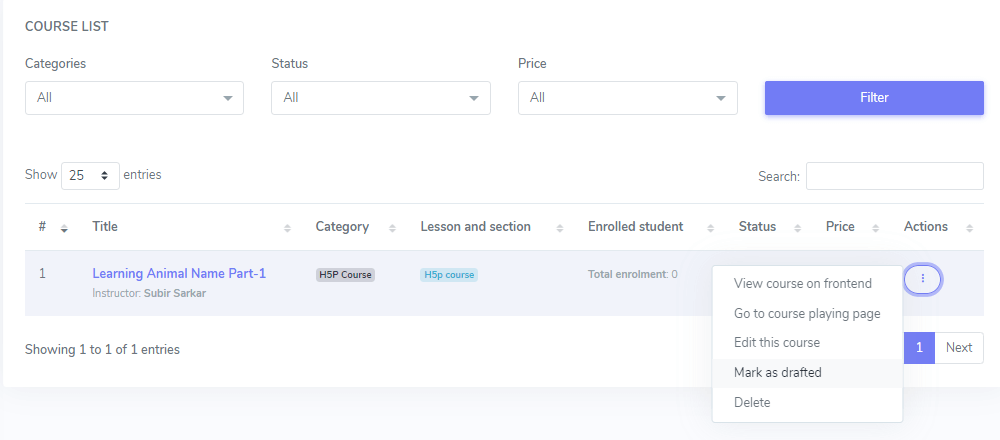 COURSE LIST
Categories Status Price
All All All Filter
Show 25 entries Search:
# Title Category Lesson and section Enrolled student Status Price Actions
1 Learning Animal Name Part-1 H5P Course H5p course Total enrolment: 0
Instructor: Subir Sarkar
View course on frontend
Go to course playing page
Edit this course
Mark as drafted
Delete
Showing 1 to 1 of 1 entries 1 Next